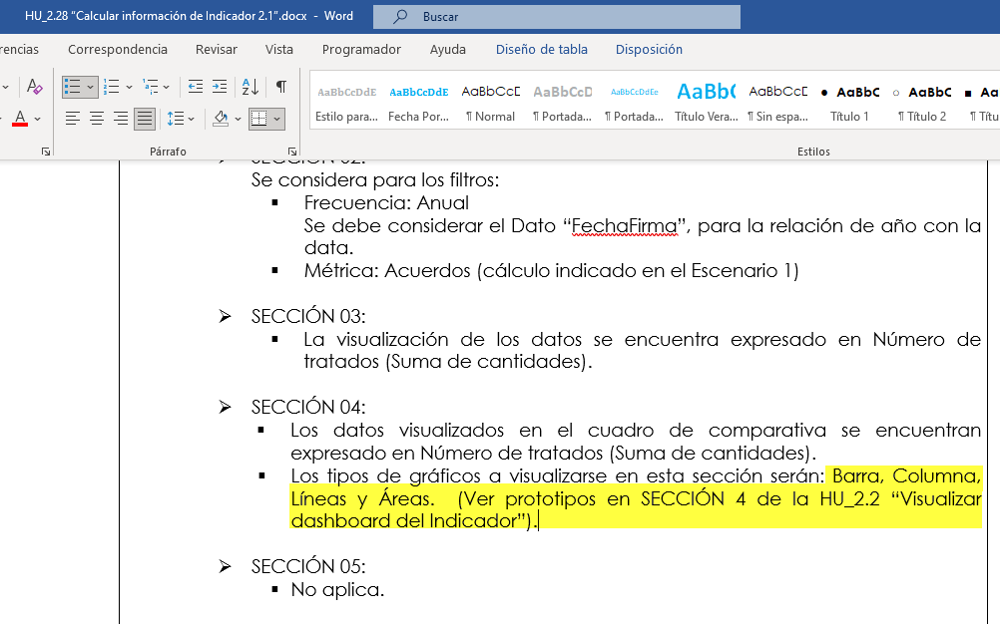 HU_2.28 “Calcular información de Indicador 2.1”.docx - Word
Buscar
rencias Correspondencia Revisar Vista Programador Ayuda Diseño de tabla Disposición
AaBbCcDdE AaBbCcDdE AaBbCcE AaBbCcD AaBbCcDdEe AaBb( AaBbCcE AaBbC AaBbC Aa
Estilo para... Fecha Por... ¶ Normal ¶ Portada... ¶ Portada... Título Vera... ¶ Sin espa... Título 1 ¶ Título 2 ¶ Títu
Párrafo Estilos
SECCIÓN 02:
Se considera para los filtros:
▪ Frecuencia: Anual
Se debe considerar el Dato “FechaFirma”, para la relación de año con la
data.
▪ Métrica: Acuerdos (cálculo indicado en el Escenario 1)
➢ SECCIÓN 03:
▪ La visualización de los datos se encuentra expresado en Número de
tratados (Suma de cantidades).
➢ SECCIÓN 04:
▪ Los datos visualizados en el cuadro de comparativa se encuentran
expresado en Número de tratados (Suma de cantidades).
▪ Los tipos de gráficos a visualizarse en esta sección serán: Barra, Columna,
Líneas y Áreas. (Ver prototipos en SECCIÓN 4 de la HU_2.2 “Visualizar
dashboard del Indicador”).
➢ SECCIÓN 05:
▪ No aplica.